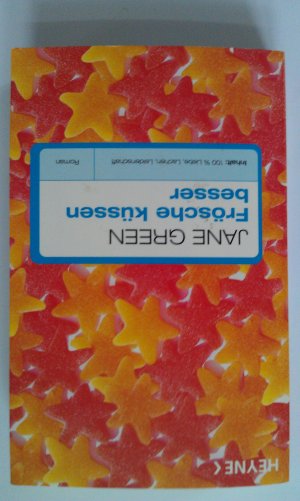 HEYNE<
JANE GREEN
Frösche küssen
besser
Roman
Inhalt: 100 % Liebe, Lachen, Leidenschaft